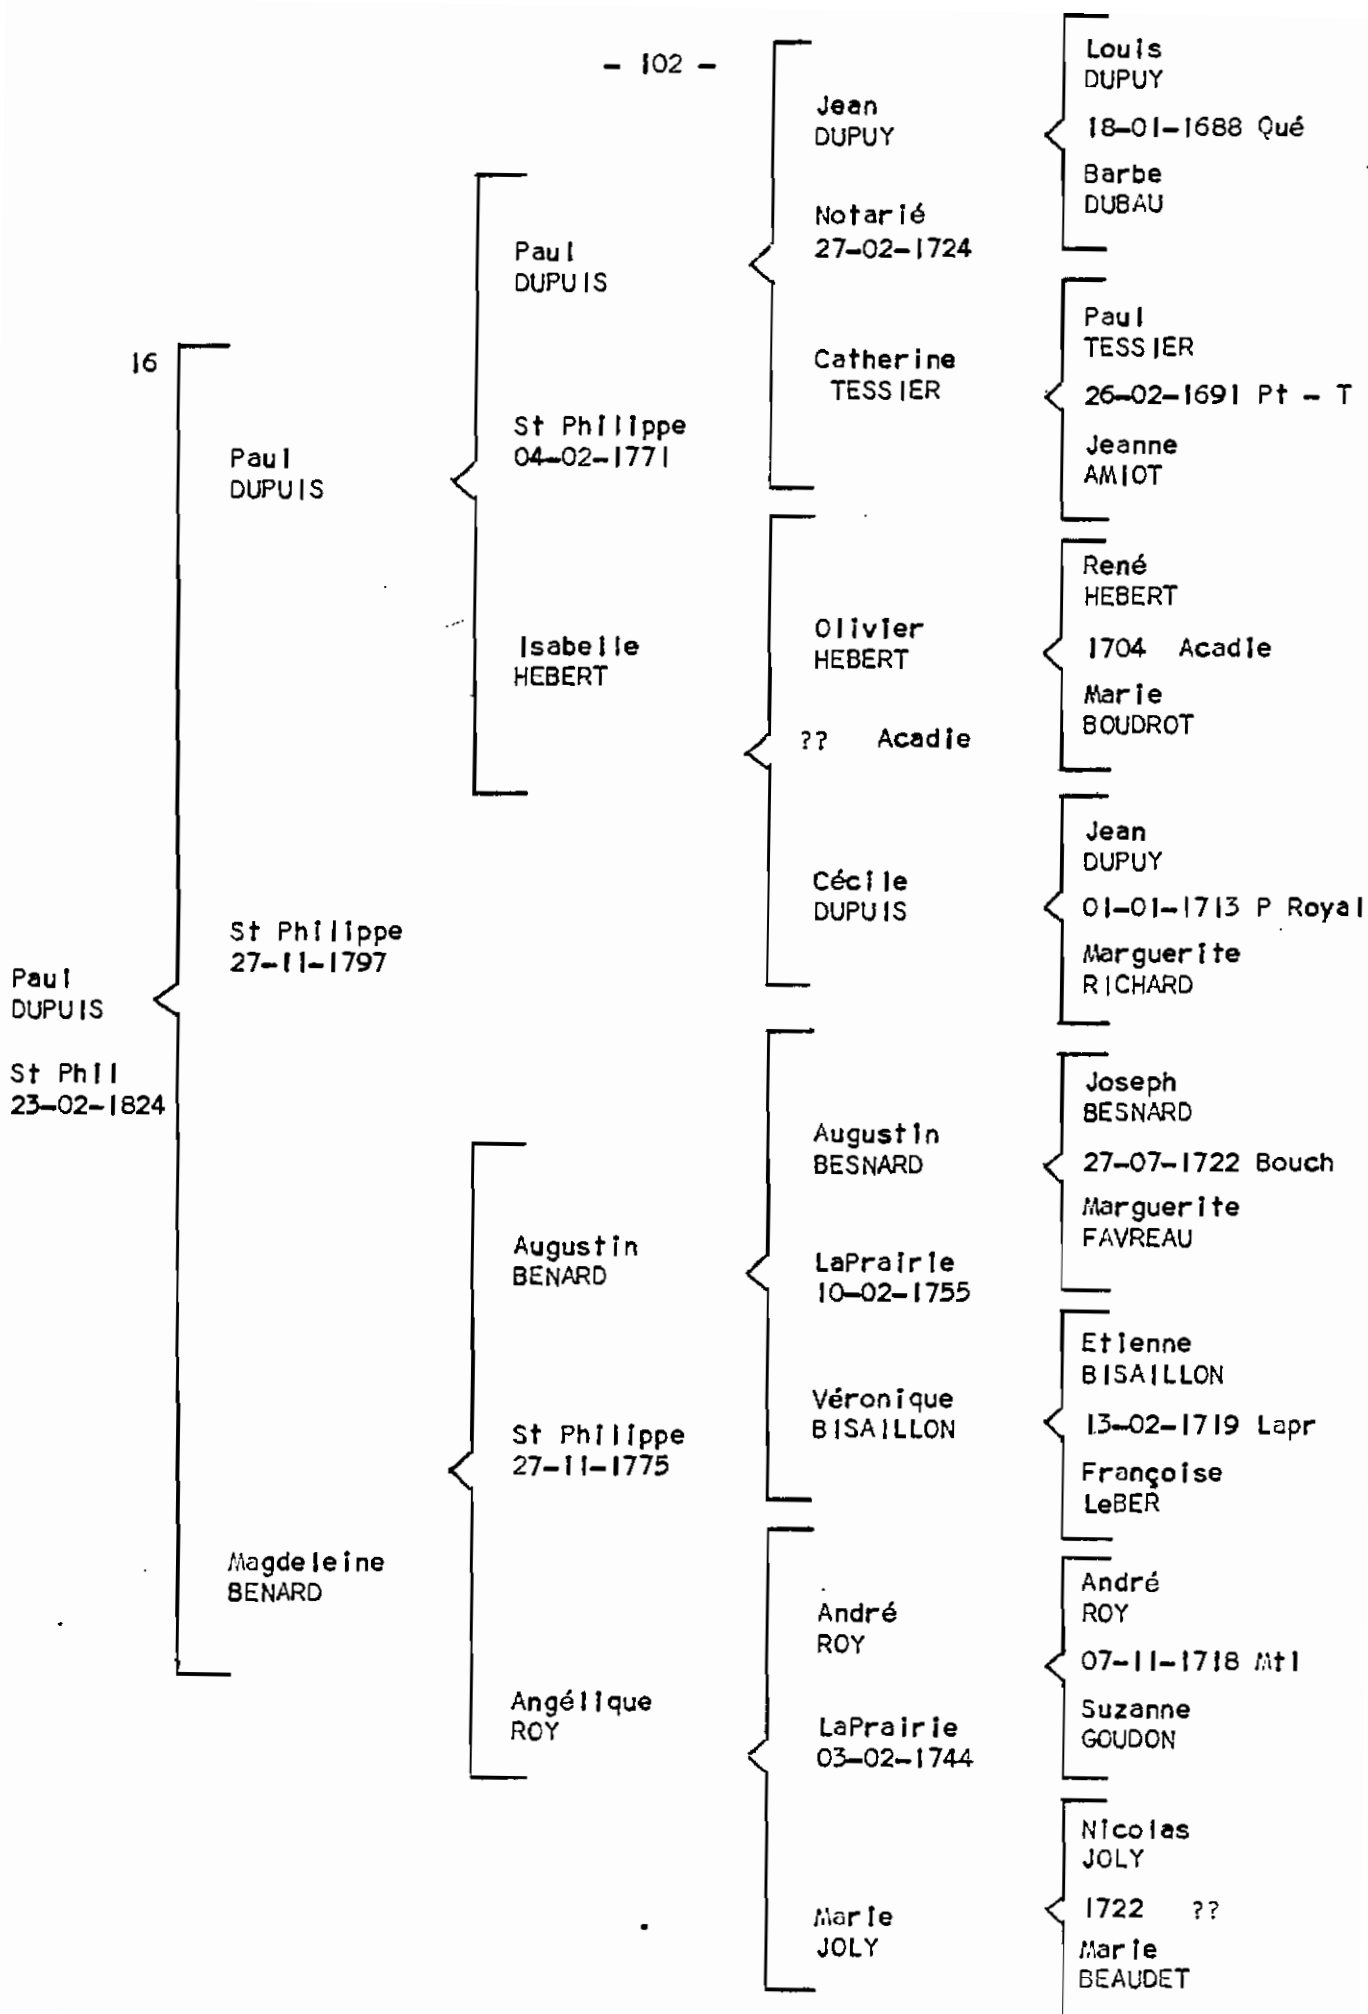 - 102 -
16
Paul
DUPUIS
St Phil
23-02-1824
Paul
DUPUIS
St Philippe
27-11-1797
Magdeleine
BENARD
Paul
DUPUIS
St Philippe
04-02-1771
Isabelle
HEBERT
Augustin
BENARD
St Philippe
27-11-1775
Angélique
ROY
Jean
DUPUY
Notarié
27-02-1724
Catherine
TESSIER
Olivier
HEBERT
?? Acadie
Cécile
DUPUIS
Augustin
BESNARD
LaPrairie
10-02-1755
Véronique
BISAILLON
André
ROY
LaPrairie
03-02-1744
Marie
JOLY
Louis
DUPUY
18-01-1688 Qué
Barbe
DUBAU
Paul
TESSIER
26-02-1691 Pt - T
Jeanne
AMIOT
René
HEBERT
1704 Acadie
Marie
BOUDROT
Jean
DUPUY
01-01-1713 P Royal
Marguerite
RICHARD
Joseph
BESNARD
27-07-1722 Bouch
Marguerite
FAVREAU
Etienne
BISAILLON
13-02-1719 Lapr
Françoise
LeBER
André
ROY
07-11-1718 Mtl
Suzanne
GOUDON
Nicolas
JOLY
1722 ??
Marie
BEAUDET